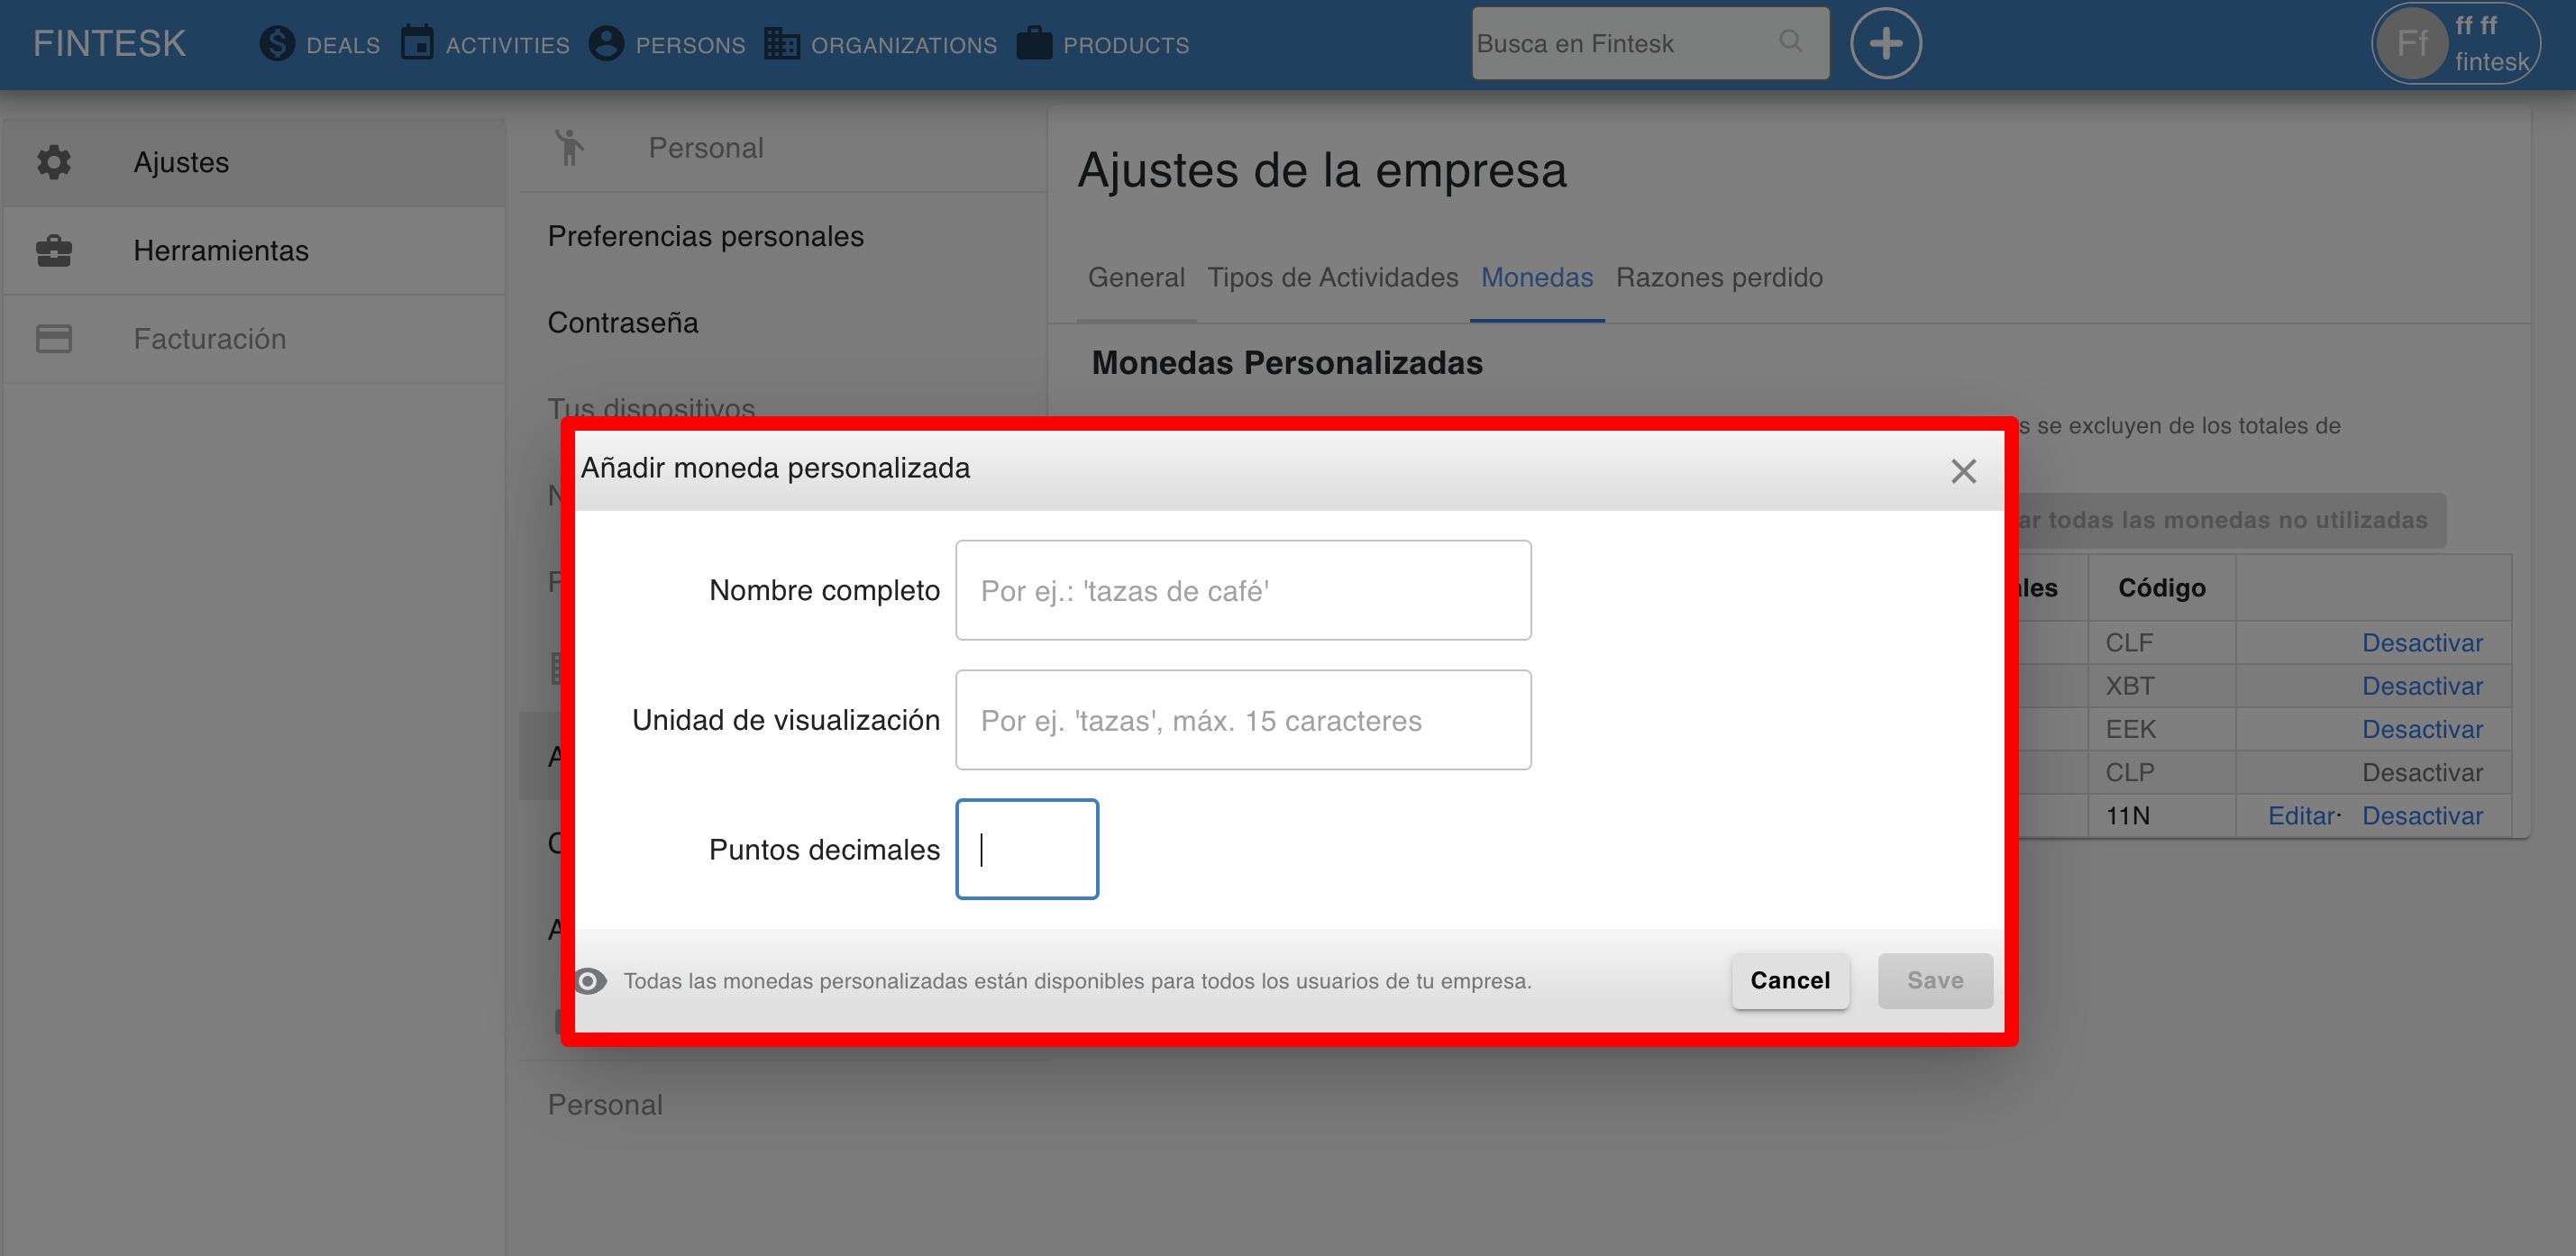 FINTESK
DEALS
ACTIVITIES
PERSONS
ORGANIZATIONS
PRODUCTS
Busca en Fintesk
Ff
ff ff
fintesk
Ajustes
Herramientas
Facturación
Personal
Preferencias personales
Contraseña
Tus dispositivos
Personal
Ajustes de la empresa
General
Tipos de Actividades
Monedas
Razones perdido
Monedas Personalizadas
s se excluyen de los totales de
ar todas las monedas no utilizadas
Código
CLF Desactivar
XBT Desactivar
EEK Desactivar
CLP Desactivar
11N Editar· Desactivar
Añadir moneda personalizada
Nombre completo
Por ej.: 'tazas de café'
Unidad de visualización
Por ej. 'tazas', máx. 15 caracteres
Puntos decimales
Todas las monedas personalizadas están disponibles para todos los usuarios de tu empresa.
Cancel
Save